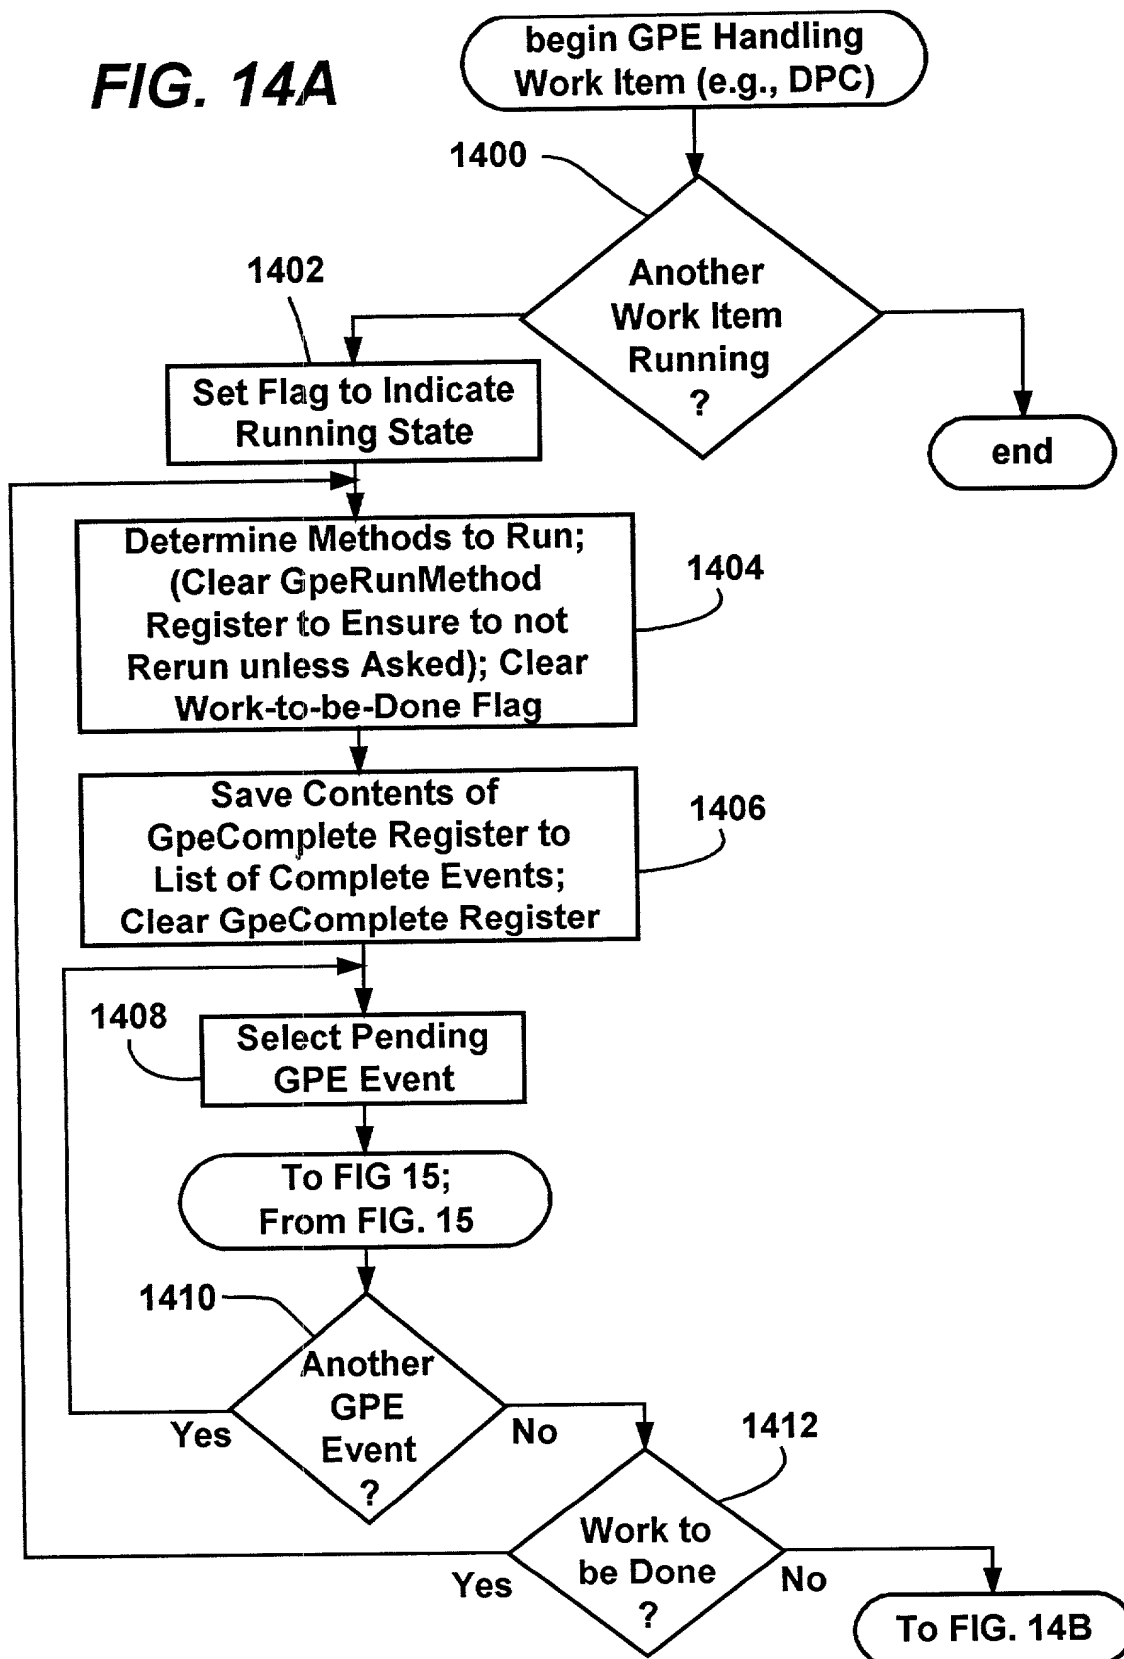 FIG. 14A
begin GPE Handling
Work Item (e.g., DPC)
1400
Another
Work Item
Running
?
1402
Set Flag to Indicate
Running State
end
Determine Methods to Run;
(Clear GpeRunMethod
Register to Ensure to not
Rerun unless Asked); Clear
Work-to-be-Done Flag
1404
Save Contents of
GpeComplete Register to
List of Complete Events;
Clear GpeComplete Register
1406
1408
Select Pending
GPE Event
To FIG 15;
From FIG. 15
1410
Another
GPE
Event
?
Yes
No
1412
Work to
be Done
?
Yes
No
To FIG. 14B